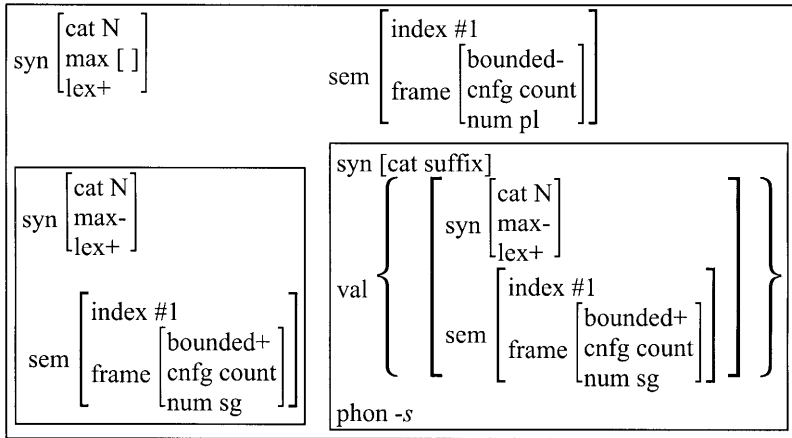 syn [cat N
max [ ]
lex+]
sem [index #1
frame [bounded-
cnfg count
num pl]]
syn [cat N
max-
lex+]
sem [index #1
frame [bounded+
cnfg count
num sg]]
syn [cat suffix]
val { [ syn [cat N
max-
lex+]
sem [index #1
frame [bounded+
cnfg count
num sg]] ] }
phon -s